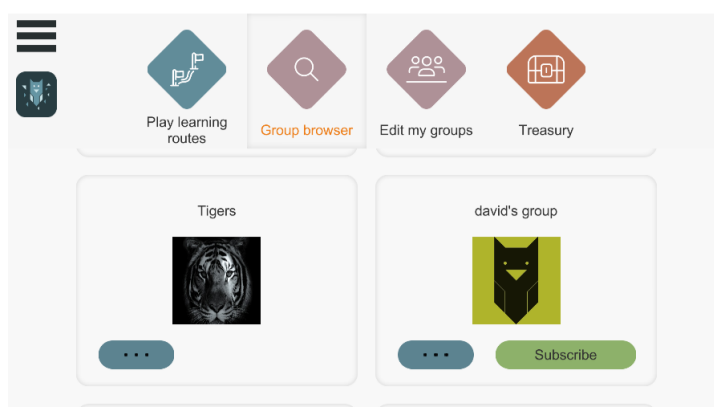 Play learning
routes
Group browser
Edit my groups
Treasury
Tigers
david's group
Subscribe